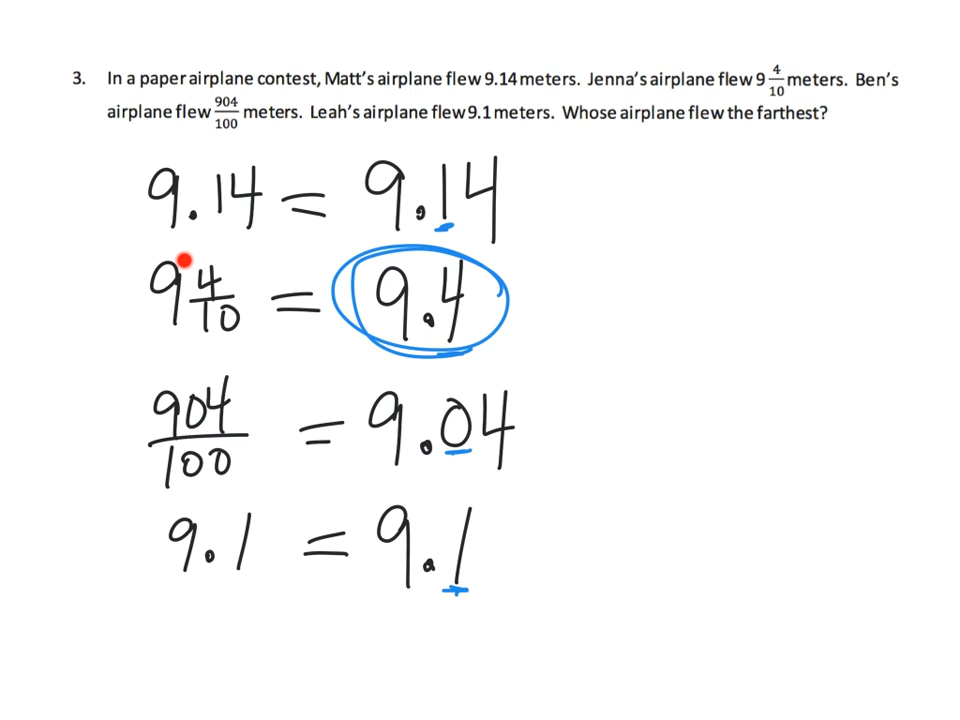 3. In a paper airplane contest, Matt's airplane flew 9.14 meters. Jenna's airplane flew 9 4/10 meters. Ben's
airplane flew 904/100 meters. Leah's airplane flew 9.1 meters. Whose airplane flew the farthest?
9.14 = 9.14
9 4/10 = 9.4
904/100 = 9.04
9.1 = 9.1